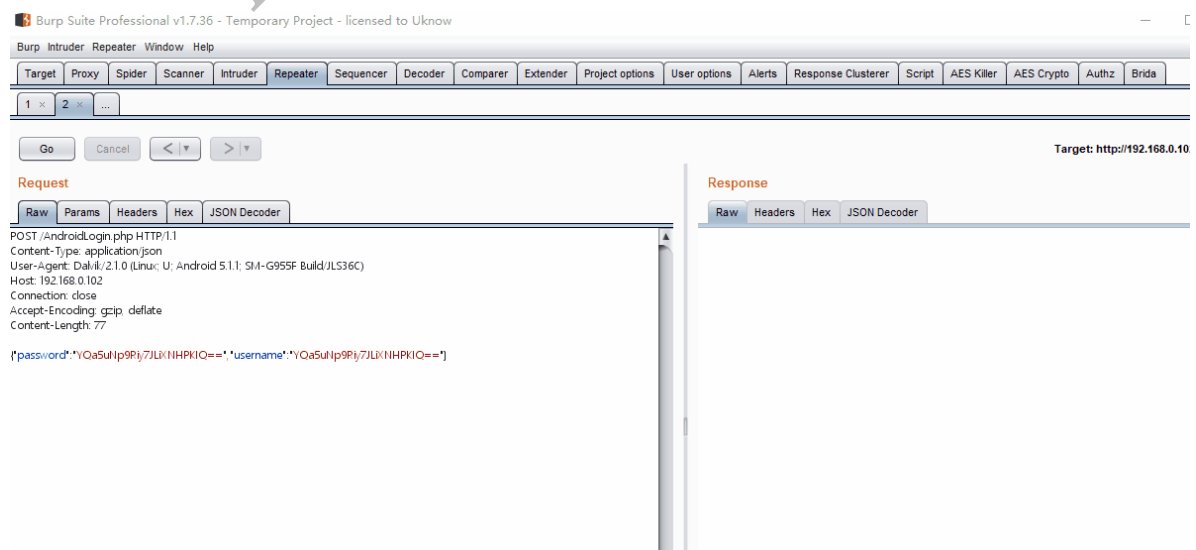 Burp Suite Professional v1.7.36 - Temporary Project - licensed to Uknow
Burp Intruder Repeater Window Help
Target Proxy Spider Scanner Intruder Repeater Sequencer Decoder Comparer Extender Project options User options Alerts Response Clusterer Script AES Killer AES Crypto Authz Brida
1 × 2 × ...
Go Cancel < > Target: http://192.168.0.102
Request
Response
Raw Params Headers Hex JSON Decoder
Raw Headers Hex JSON Decoder
POST /AndroidLogin.php HTTP/1.1
Content-Type: application/json
User-Agent: Dalvik/2.1.0 (Linux; U; Android 5.1.1; SM-G955F Build/JLS36C)
Host: 192.168.0.102
Connection: close
Accept-Encoding: gzip, deflate
Content-Length: 77
{"password":"YQa5uNp9Riy7JLiXNHPKIQ==","username":"YQa5uNp9Riy7JLiXNHPKIQ=="}